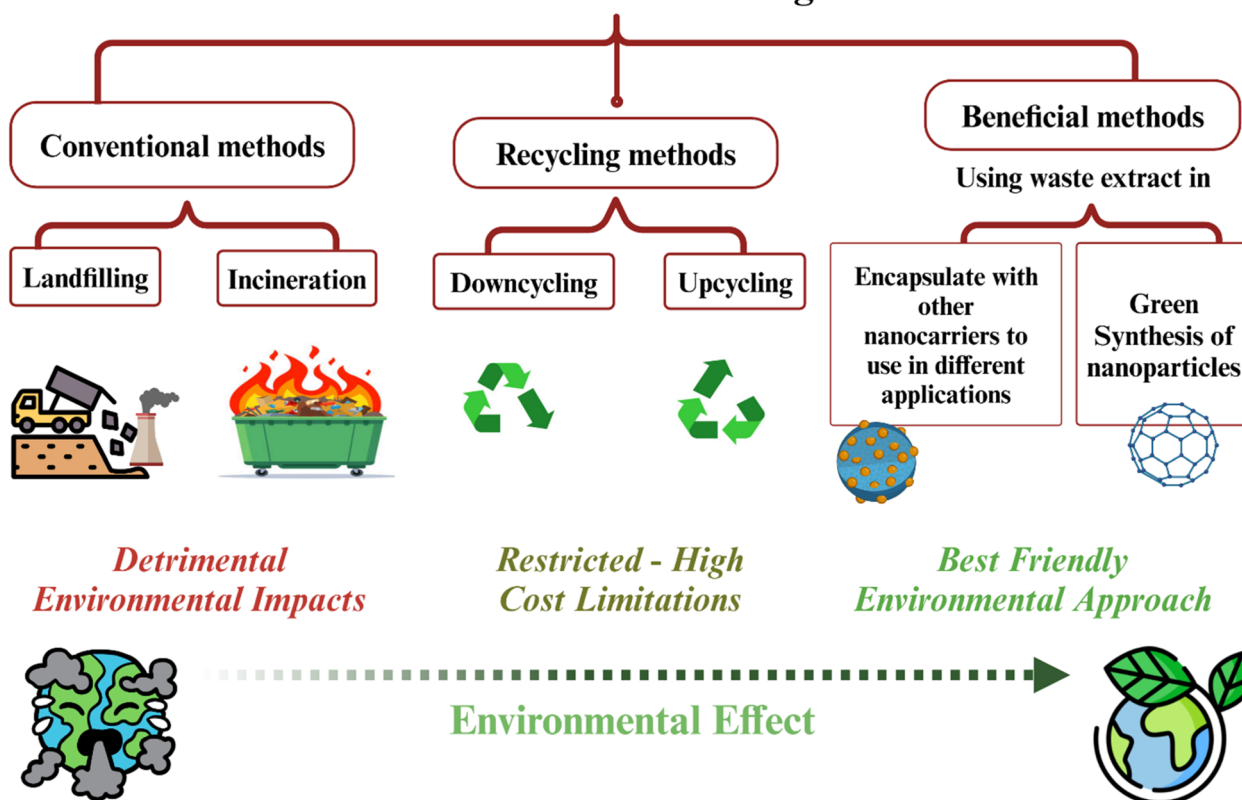 Conventional methods
Recycling methods
Beneficial methods
Using waste extract in
Landfilling
Incineration
Downcycling
Upcycling
Encapsulate with
other
nanocarriers to
use in different
applications
Green
Synthesis of
nanoparticles
Detrimental
Environmental Impacts
Restricted - High
Cost Limitations
Best Friendly
Environmental Approach
Environmental Effect